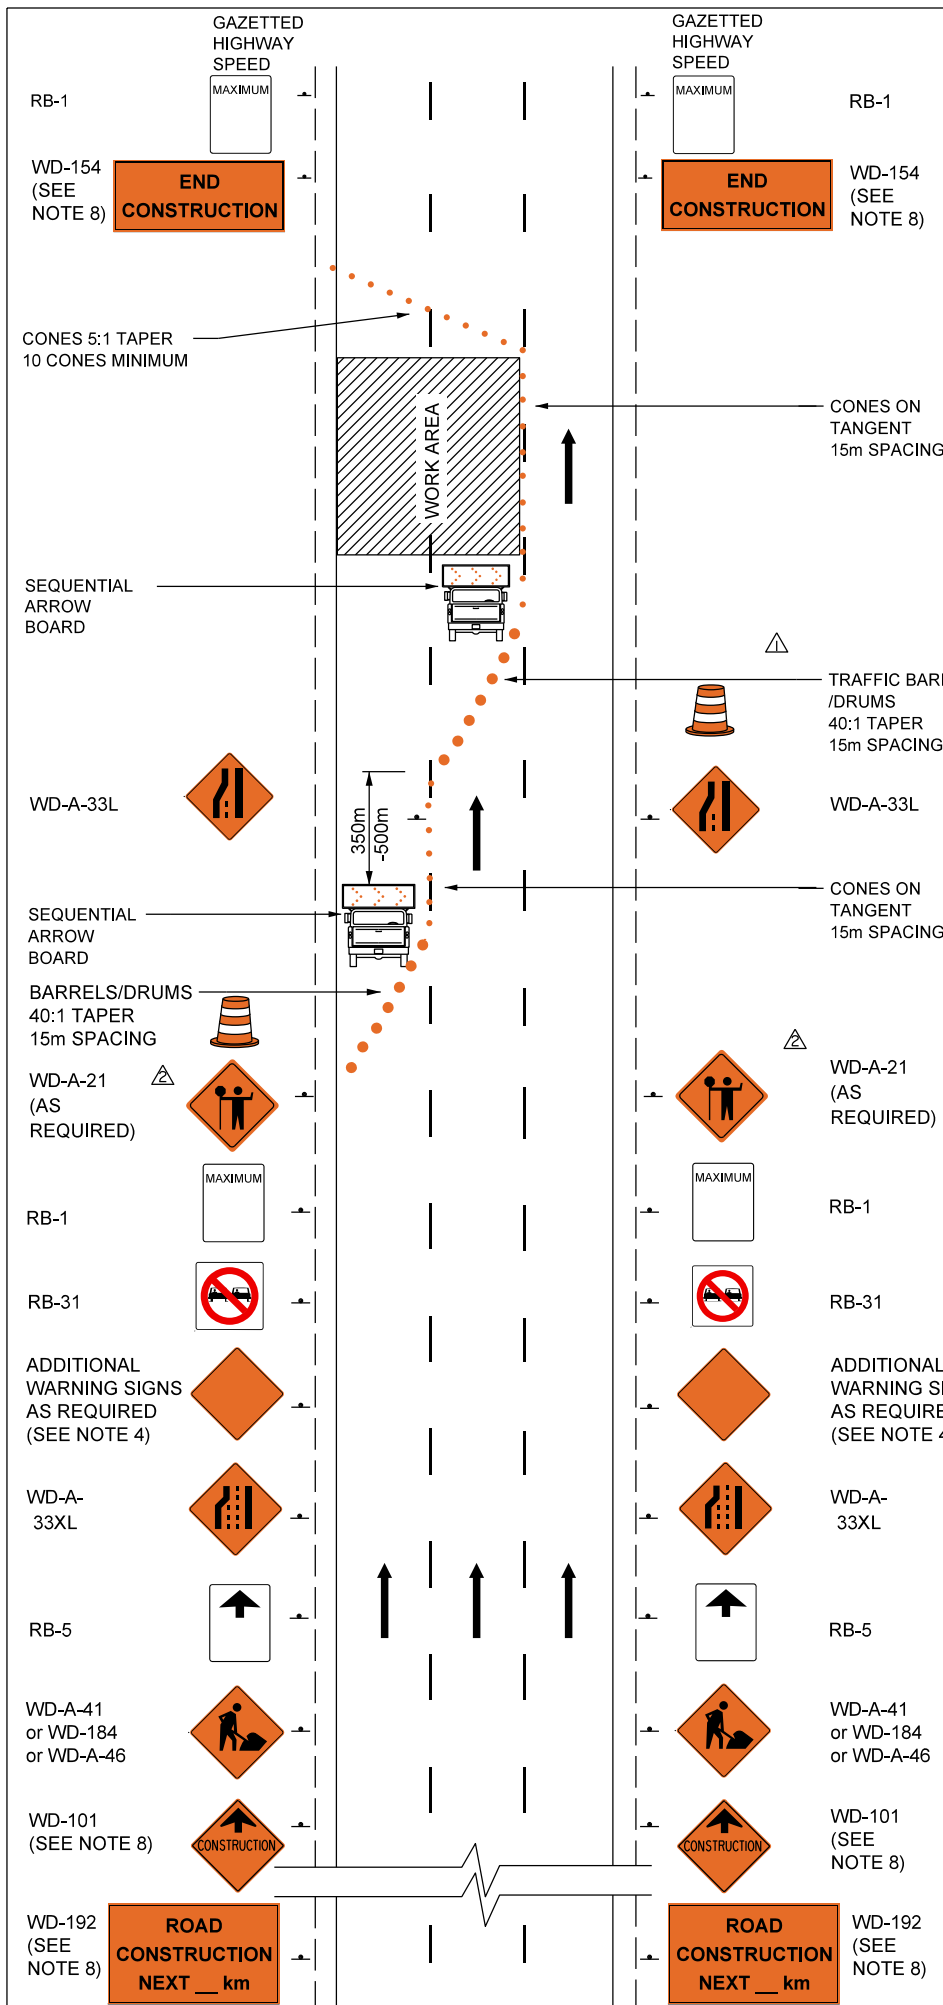 GAZETTED
HIGHWAY
SPEED
GAZETTED
HIGHWAY
SPEED
RB-1
MAXIMUM
MAXIMUM
RB-1
WD-154
(SEE
NOTE 8)
END
CONSTRUCTION
END
CONSTRUCTION
WD-154
(SEE
NOTE 8)
CONES 5:1 TAPER
10 CONES MINIMUM
WORK AREA
CONES ON
TANGENT
15m SPACING
SEQUENTIAL
ARROW
BOARD
1
TRAFFIC BARR
/DRUMS
40:1 TAPER
15m SPACING
WD-A-33L
350m
-500m
WD-A-33L
SEQUENTIAL
ARROW
BOARD
CONES ON
TANGENT
15m SPACING
BARRELS/DRUMS
40:1 TAPER
15m SPACING
WD-A-21
(AS
REQUIRED)
2
2
WD-A-21
(AS
REQUIRED)
RB-1
MAXIMUM
MAXIMUM
RB-1
RB-31
RB-31
ADDITIONAL
WARNING SIGNS
AS REQUIRED
(SEE NOTE 4)
ADDITIONAL
WARNING SI
AS REQUIRE
(SEE NOTE 4
WD-A-
33XL
WD-A-
33XL
RB-5
RB-5
WD-A-41
or WD-184
or WD-A-46
WD-A-41
or WD-184
or WD-A-46
WD-101
(SEE NOTE 8)
CONSTRUCTION
CONSTRUCTION
WD-101
(SEE
NOTE 8)
WD-192
(SEE
NOTE 8)
ROAD
CONSTRUCTION
NEXT __ km
ROAD
CONSTRUCTION
NEXT __ km
WD-192
(SEE
NOTE 8)